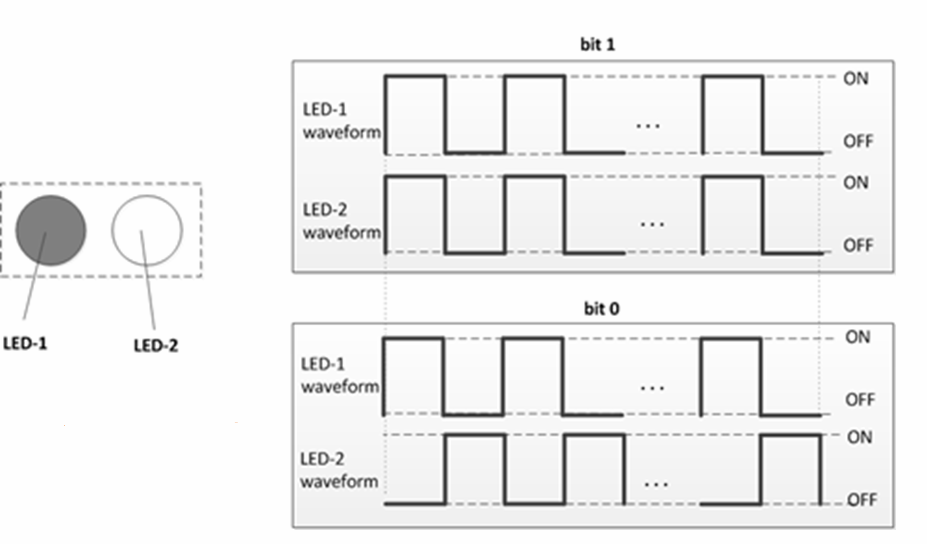 bit 1
LED-1
waveform
ON
...
OFF
LED-2
waveform
ON
...
OFF
LED-1
LED-2
bit 0
LED-1
waveform
ON
...
OFF
LED-2
waveform
ON
...
OFF